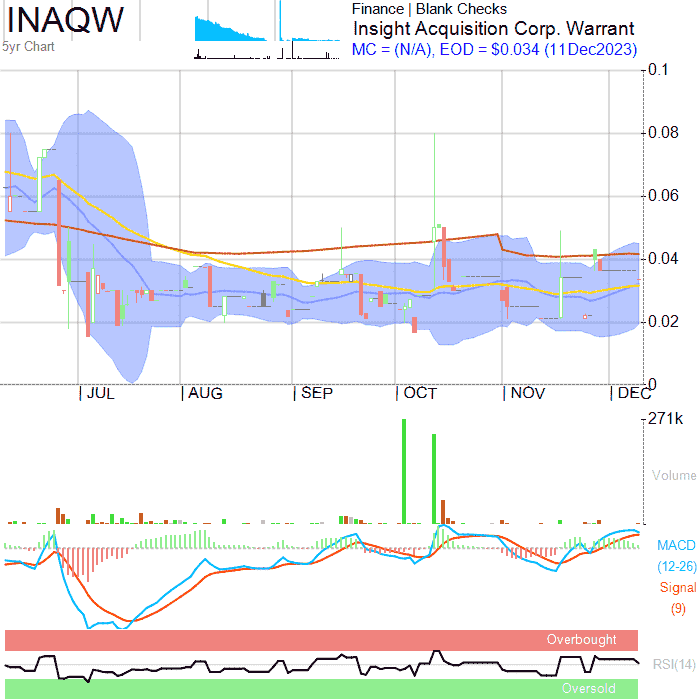 INAQW
5yr Chart
Finance | Blank Checks
Insight Acquisition Corp. Warrant
MC = (N/A), EOD = $0.034 (11Dec2023)
0.1
0.08
0.06
0.04
0.02
0
JUL
AUG
SEP
OCT
NOV
DEC
271k
Volume
MACD
(12-26)
Signal
(9)
Overbought
RSI(14)
Oversold